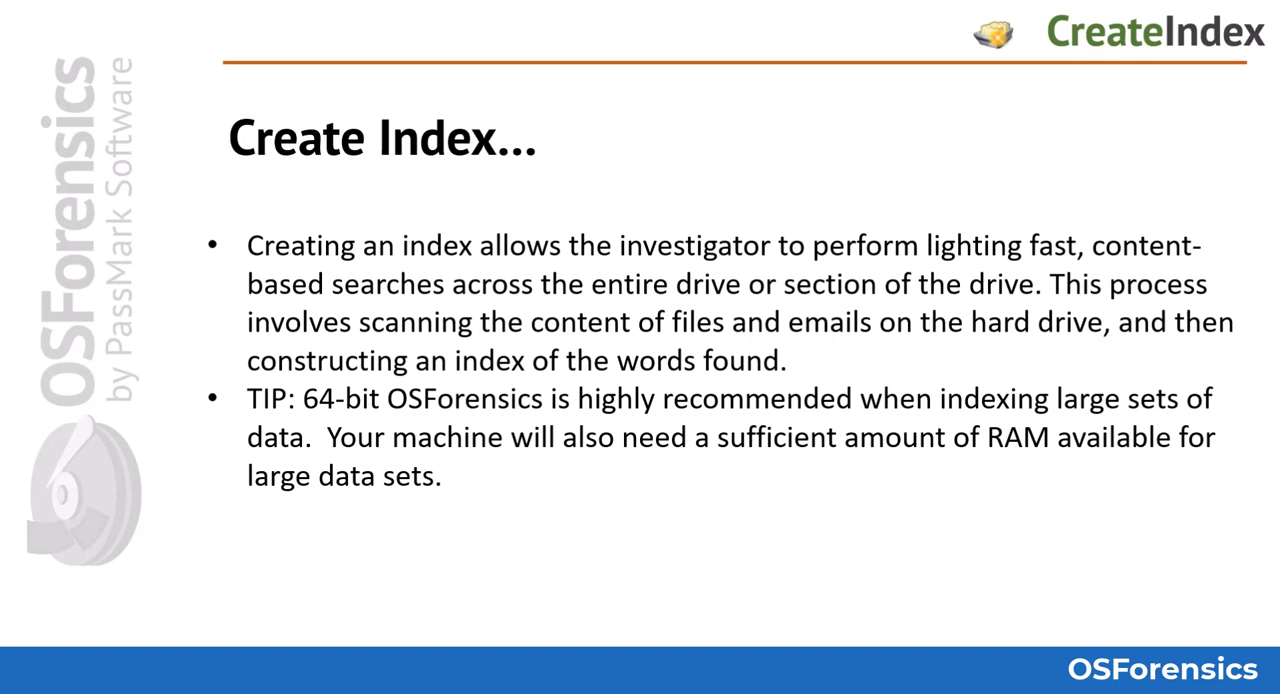 CreateIndex
OSForensics
by PassMark Software
Create Index...
• Creating an index allows the investigator to perform lighting fast, content-
based searches across the entire drive or section of the drive. This process
involves scanning the content of files and emails on the hard drive, and then
constructing an index of the words found.
• TIP: 64-bit OSForensics is highly recommended when indexing large sets of
data.  Your machine will also need a sufficient amount of RAM available for
large data sets.
OSForensics